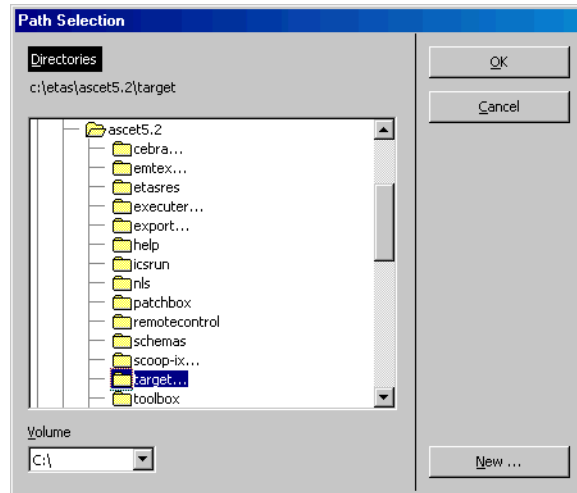 Path Selection
Directories
c:\etas\ascet5.2\target
OK
Cancel
ascet5.2
cebra...
emtex...
etasres
executer...
export...
help
icsrun
nls
patchbox
remotecontrol
schemas
scoop-ix...
target...
toolbox
Volume
C:\
New ...